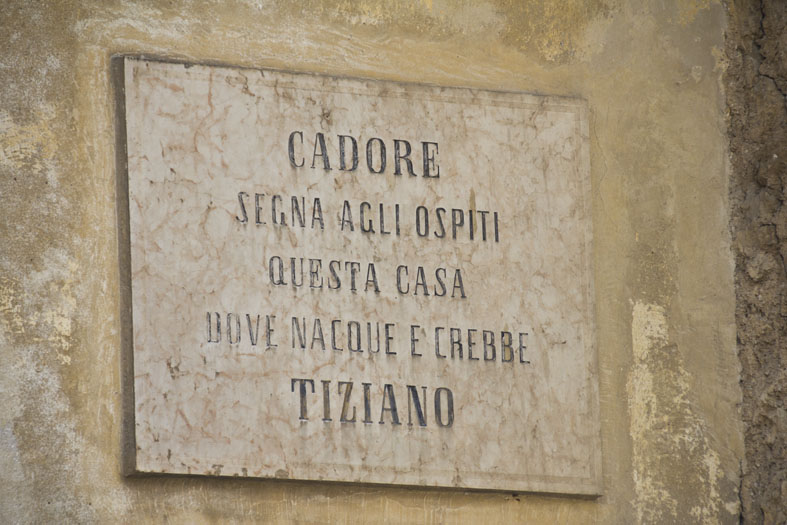 CADORE
SEGNA AGLI OSPITI
QUESTA CASA
DOVE NACQUE E CREBBE
TIZIANO